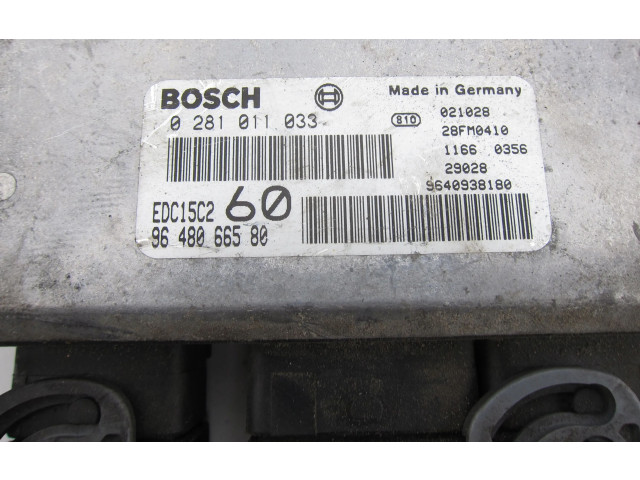 BOSCH
Made in Germany
0 281 011 033
810
021028
28FM0410
1166 0356
29028
9640938180
EDC15C2 60
96 480 665 80